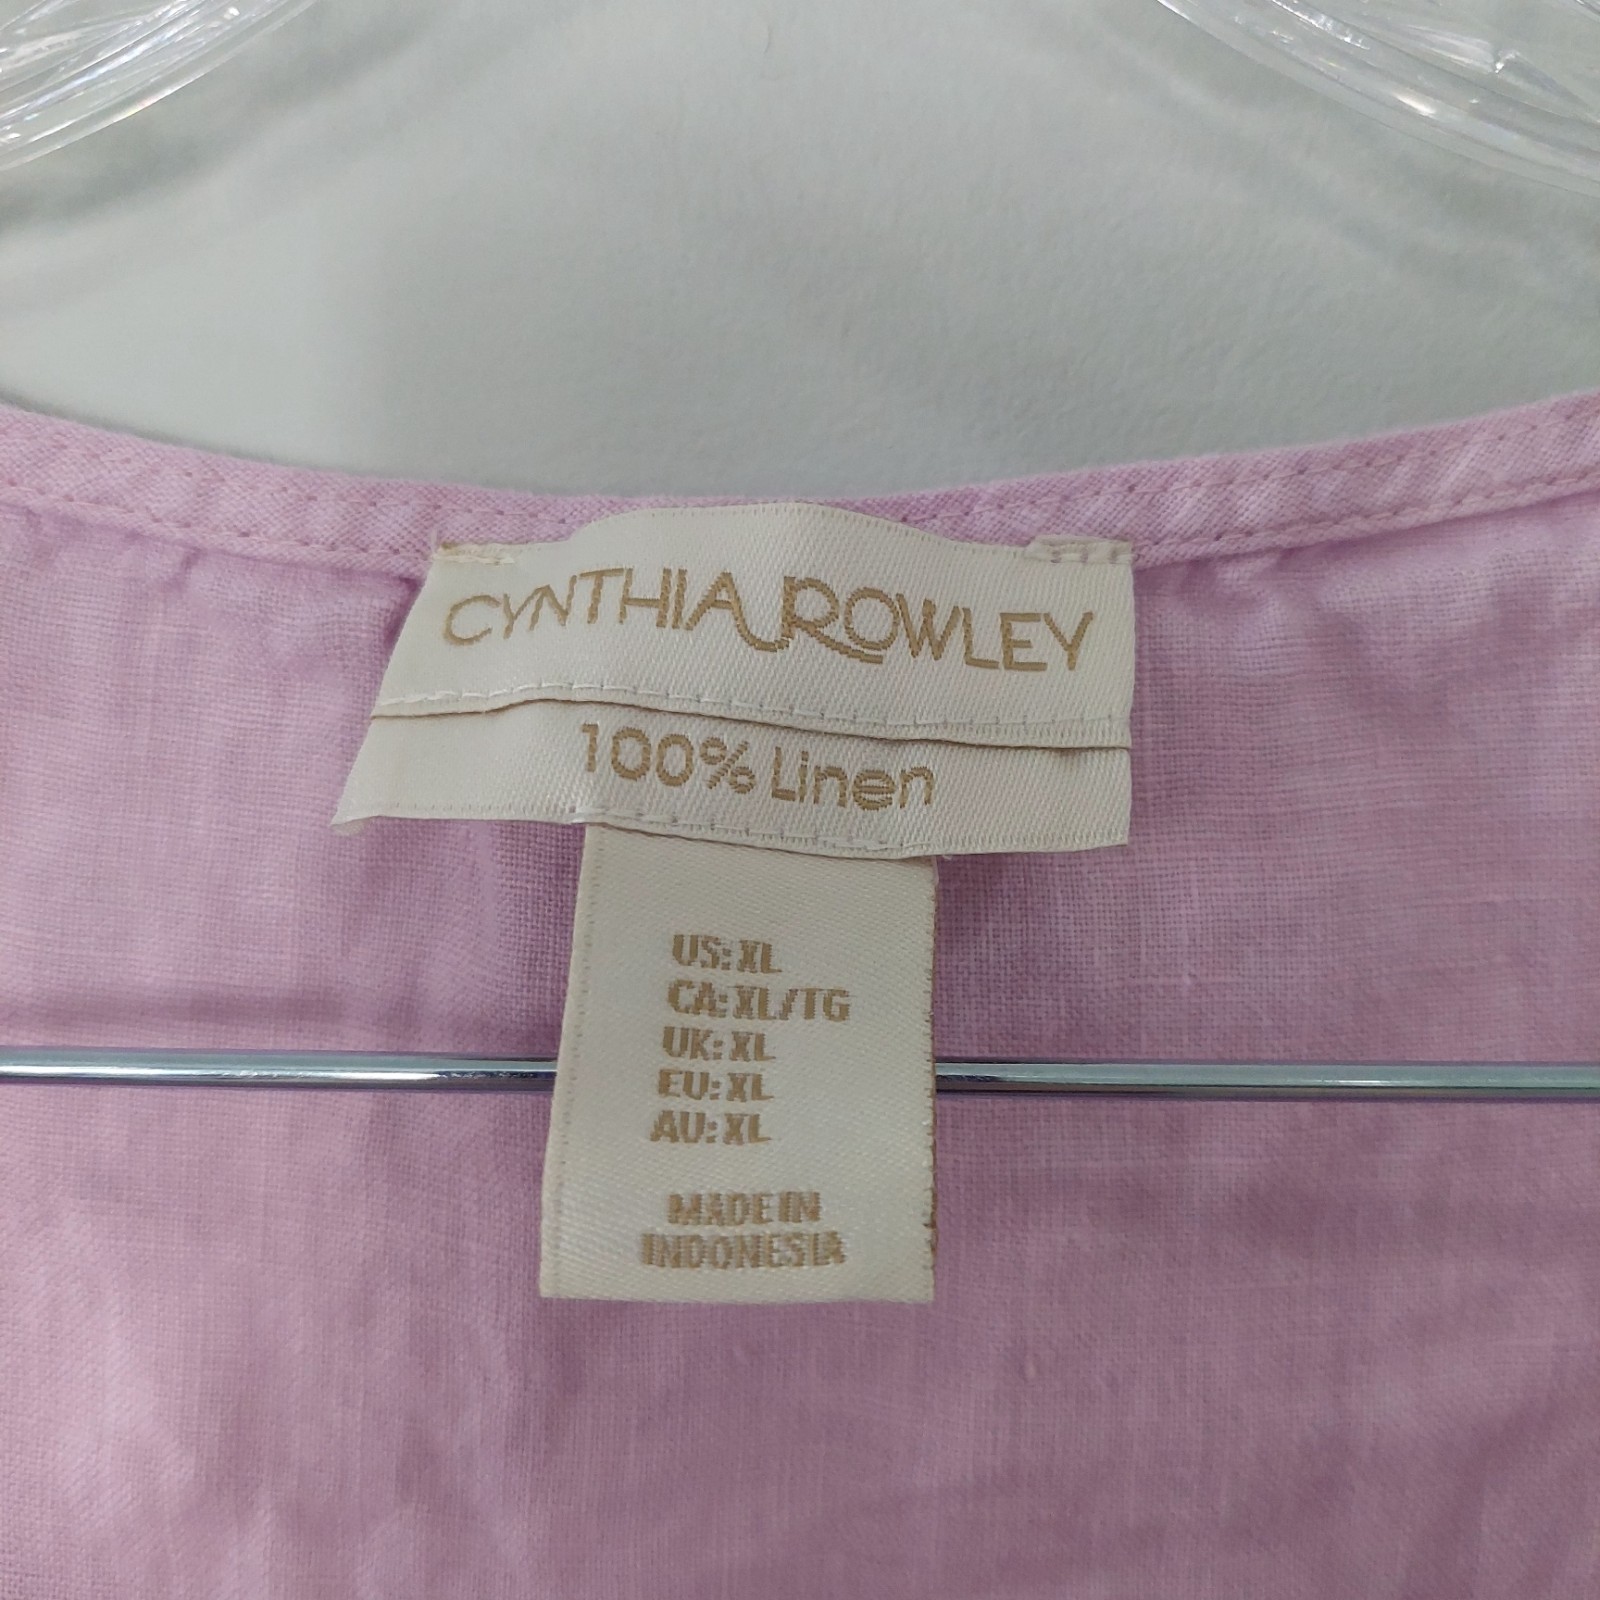 CYNTHIA ROWLEY
100% Linen
US: XL
CA: XL/TG
UK: XL
EU: XL
AU: XL
MADE IN
INDONESIA